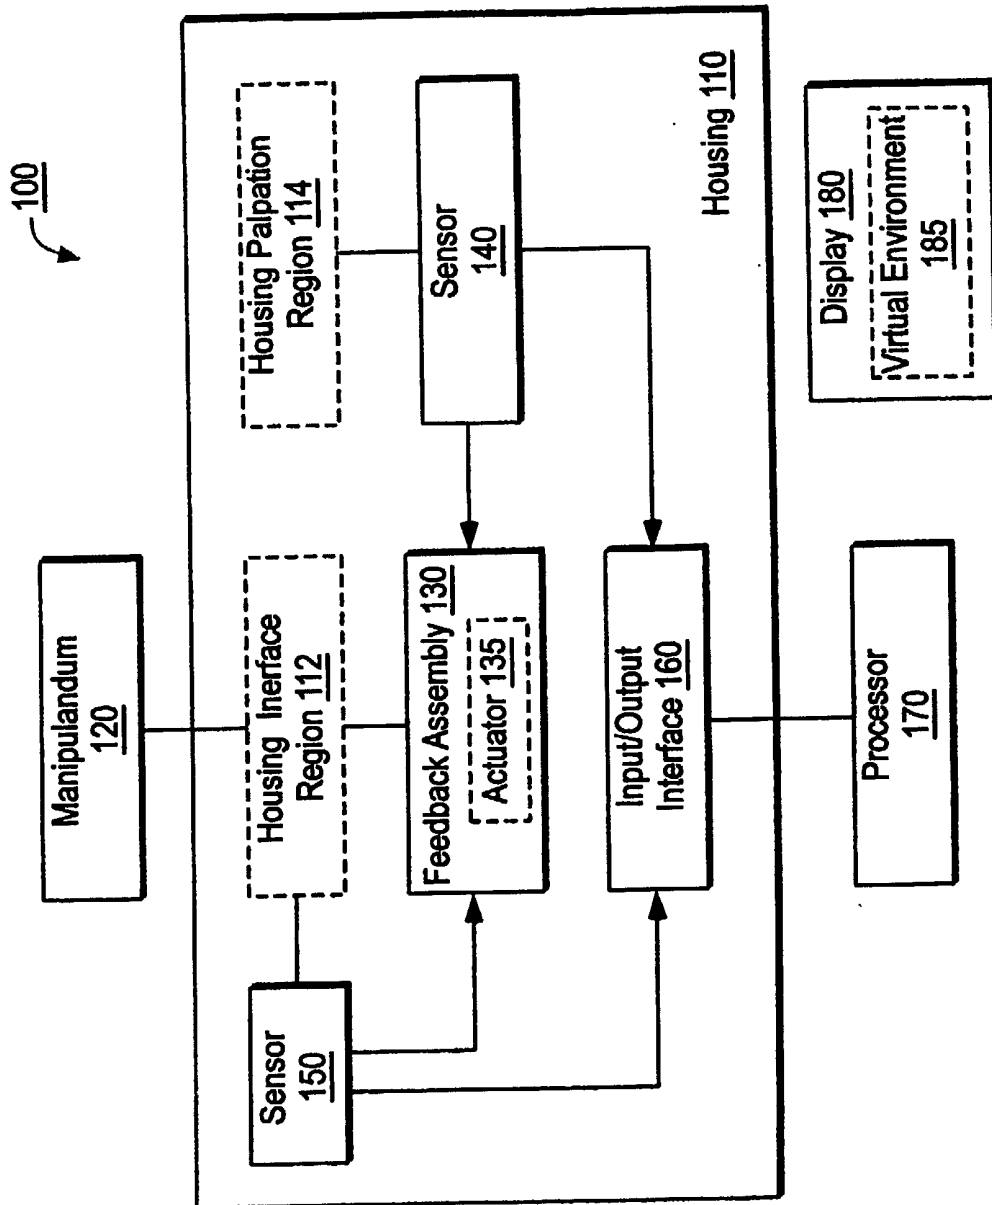 100
Manipulandum
120
Housing Inerface
Region 112
Housing Palpation
Region 114
Sensor
150
Feedback Assembly 130
Actuator 135
Sensor
140
Input/Output
Interface 160
Housing 110
Processor
170
Display 180
Virtual Environment
185